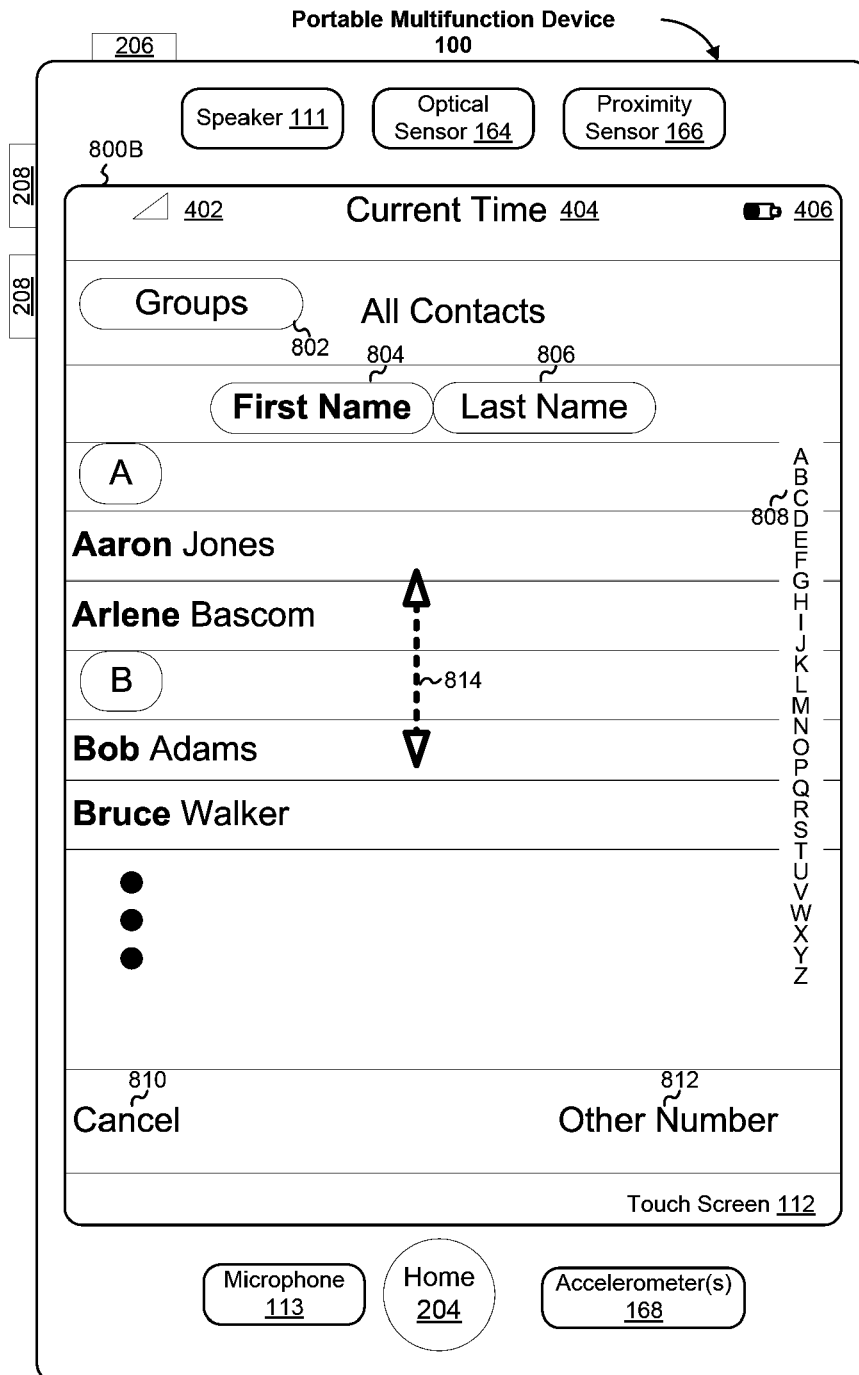 Portable Multifunction Device
100
206
Speaker 111
Optical
Sensor 164
Proximity
Sensor 166
208
208
800B
402
Current Time 404
406
Groups
802
All Contacts
804
806
First Name
Last Name
A
Aaron Jones
Arlene Bascom
B
814
Bob Adams
Bruce Walker
808
A
B
C
D
E
F
G
H
I
J
K
L
M
N
O
P
Q
R
S
T
U
V
W
X
Y
Z
810
Cancel
812
Other Number
Touch Screen 112
Microphone
113
Home
204
Accelerometer(s)
168